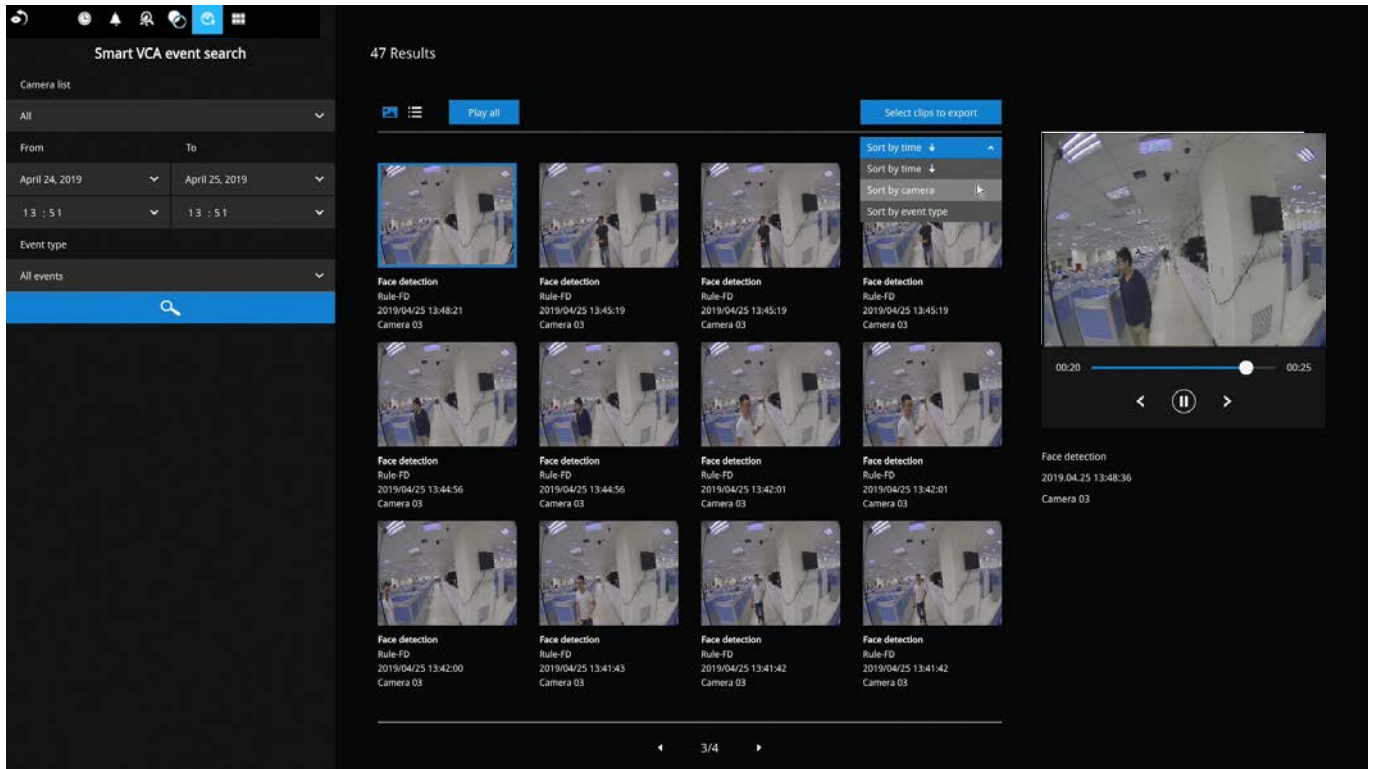 Smart VCA event search
Camera list
All
From To
April 24, 2019 April 25, 2019
13 : 51 13 : 51
Event type
All events
47 Results
Play all
Select clips to export
Sort by time
Sort by time
Sort by camera
Sort by event type
Face detection Face detection Face detection Face detection
Rule-FD Rule-FD Rule-FD Rule-FD
2019/04/25 13:48:21 2019/04/25 13:45:19 2019/04/25 13:45:19 2019/04/25 13:45:19
Camera 03 Camera 03 Camera 03 Camera 03
Face detection Face detection Face detection Face detection
Rule-FD Rule-FD Rule-FD Rule-FD
2019/04/25 13:44:56 2019/04/25 13:44:56 2019/04/25 13:42:01 2019/04/25 13:42:01
Camera 03 Camera 03 Camera 03 Camera 03
Face detection Face detection Face detection Face detection
Rule-FD Rule-FD Rule-FD Rule-FD
2019/04/25 13:42:00 2019/04/25 13:41:43 2019/04/25 13:41:42 2019/04/25 13:41:42
Camera 03 Camera 03 Camera 03 Camera 03
3/4
00:20 00:25
Face detection
2019.04.25 13:48:36
Camera 03